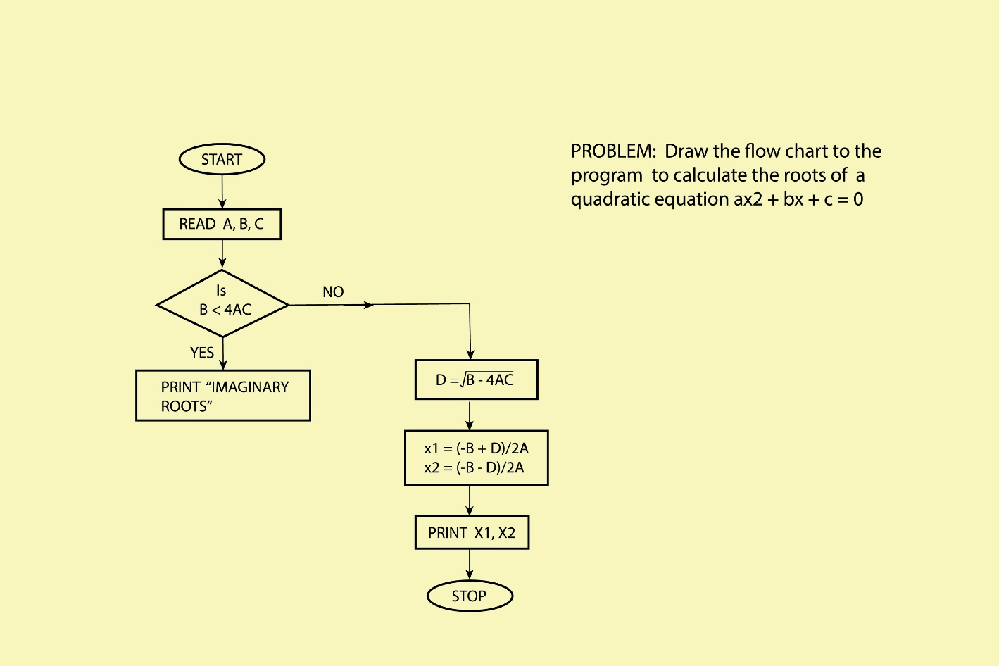 START
READ A, B, C
Is
B < 4AC
NO
YES
PRINT “IMAGINARY
ROOTS”
D =√B - 4AC
x1 = (-B + D)/2A
x2 = (-B - D)/2A
PRINT X1, X2
STOP
PROBLEM: Draw the flow chart to the
program to calculate the roots of a
quadratic equation ax2 + bx + c = 0